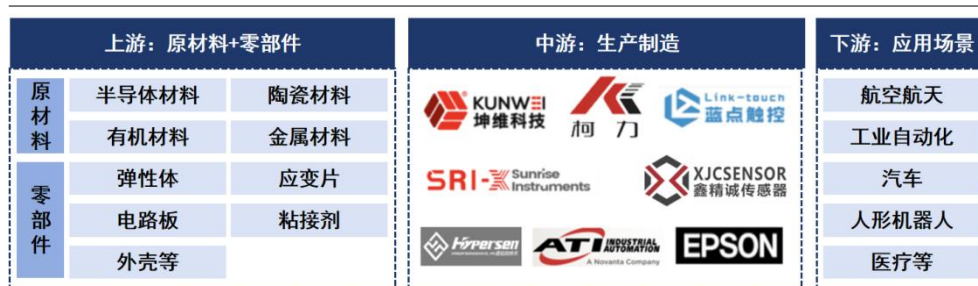 上游：原材料+零部件
原材料
半导体材料 陶瓷材料
有机材料 金属材料
零部件
弹性体 应变片
电路板 粘接剂
外壳等
中游：生产制造
KUNWEI
坤维科技
柯力
Link-touch
蓝点触控
SRI-X Sunrise
Instruments
XJCSENSOR
鑫精诚传感器
Hypersen
ATI INDUSTRIAL
AUTOMATION
A Novanta Company
EPSON
下游：应用场景
航空航天
工业自动化
汽车
人形机器人
医疗等